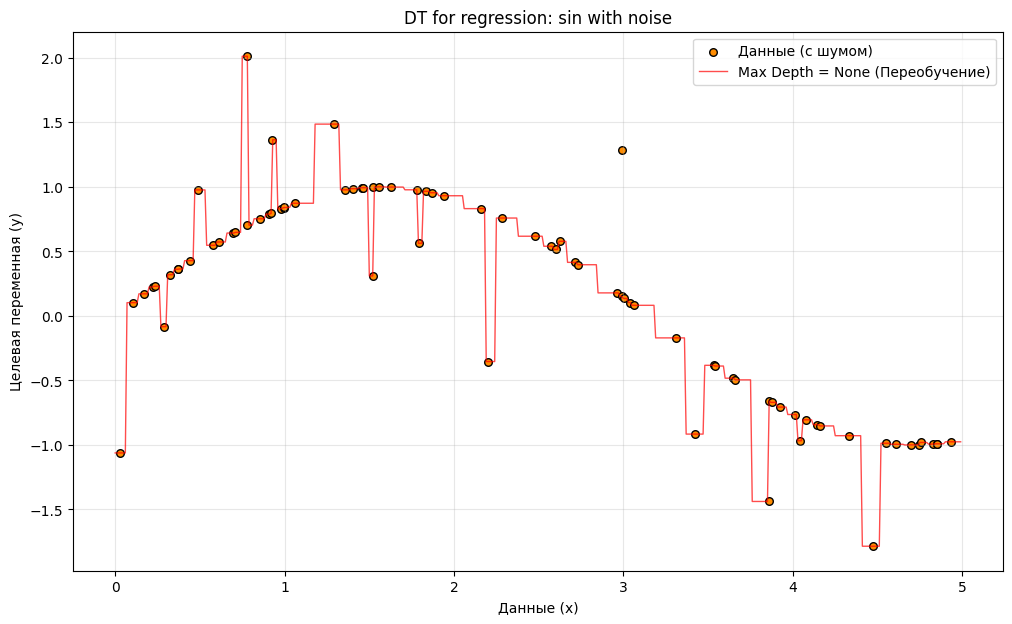 DT for regression: sin with noise
Данные (с шумом)
Max Depth = None (Переобучение)
Целевая переменная (y)
2.0
1.5
1.0
0.5
0.0
−0.5
−1.0
−1.5
0 1 2 3 4 5
Данные (x)